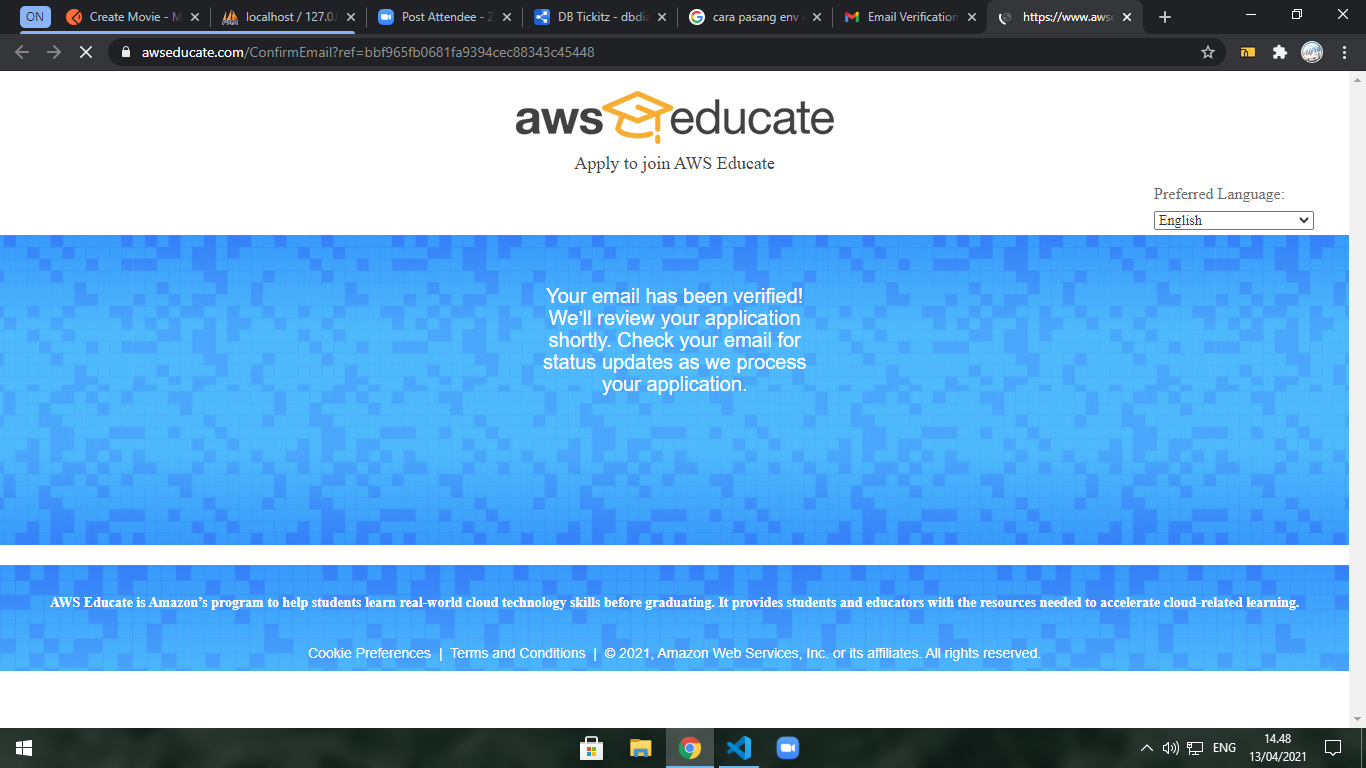 ON
Create Movie - M
localhost / 127.0.
Post Attendee - Z
DB Tickitz - dbdia
cara pasang env
Email Verification
https://www.awse
awseducate.com/ConfirmEmail?ref=bbf965fb0681fa9394cec88343c45448
aws educate
Apply to join AWS Educate
Preferred Language:
English
Your email has been verified!
We'll review your application
shortly. Check your email for
status updates as we process
your application.
AWS Educate is Amazon's program to help students learn real-world cloud technology skills before graduating. It provides students and educators with the resources needed to accelerate cloud-related learning.
Cookie Preferences | Terms and Conditions | © 2021, Amazon Web Services, Inc. or its affiliates. All rights reserved.
ENG
14.48
13/04/2021